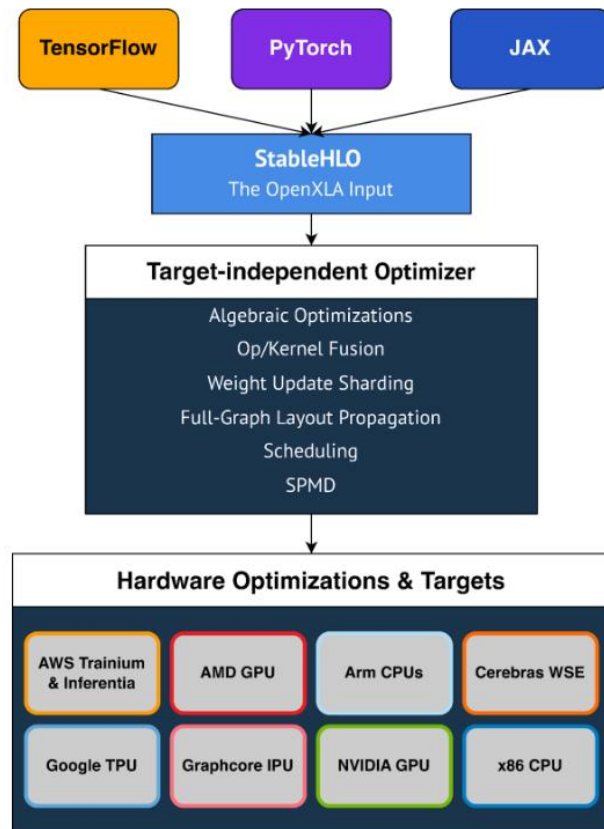 TensorFlow
PyTorch
JAX
StableHLO
The OpenXLA Input
Target-independent Optimizer
Algebraic Optimizations
Op/Kernel Fusion
Weight Update Sharding
Full-Graph Layout Propagation
Scheduling
SPMD
Hardware Optimizations & Targets
AWS Trainium
& Inferentia
AMD GPU
Arm CPUs
Cerebras WSE
Google TPU
Graphcore IPU
NVIDIA GPU
x86 CPU